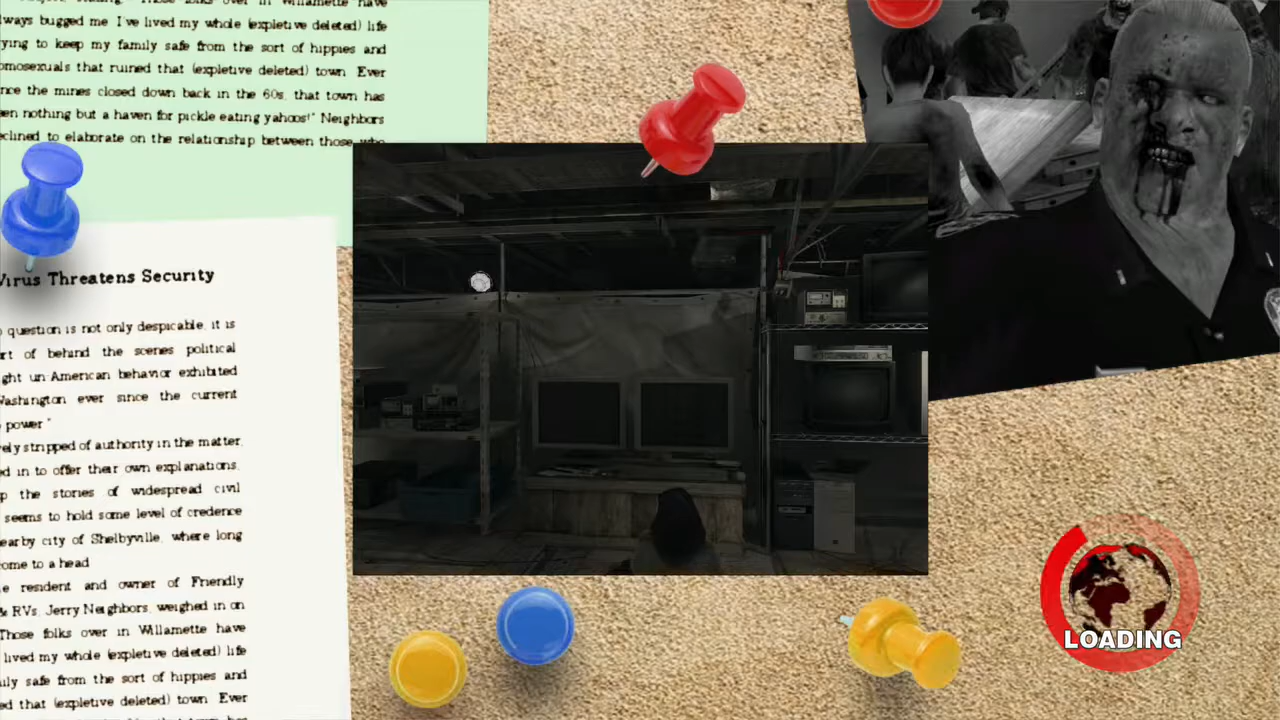 Willamette have
always bugged me. I've lived my whole (expletive deleted) life
ying to keep my family safe from the sort of hippies and
omosexuals that ruined that (expletive deleted) town. Ever
nce the mines closed down back in the 60s, that town has
en nothing but a haven for pickle eating yahoos!" Neighbors
clined to elaborate on the relationship between those who
Virus Threatens Security
question is not only despicable, it is
rt of behind the scenes political
ght un-American behavior exhibited
Washington ever since the current
power."
ely stripped of authority in the matter,
ed in to offer their own explanations.
p the stories of widespread civil
seems to hold some level of credence
earby city of Shelbyville, where long
ome to a head.
e resident and owner of Friendly
& RVs, Jerry Neighbors, weighed in on
Those folks over in Willamette have
lived my whole (expletive deleted) life
ily safe from the sort of hippies and
ed that (expletive deleted) town. Ever
LOADING